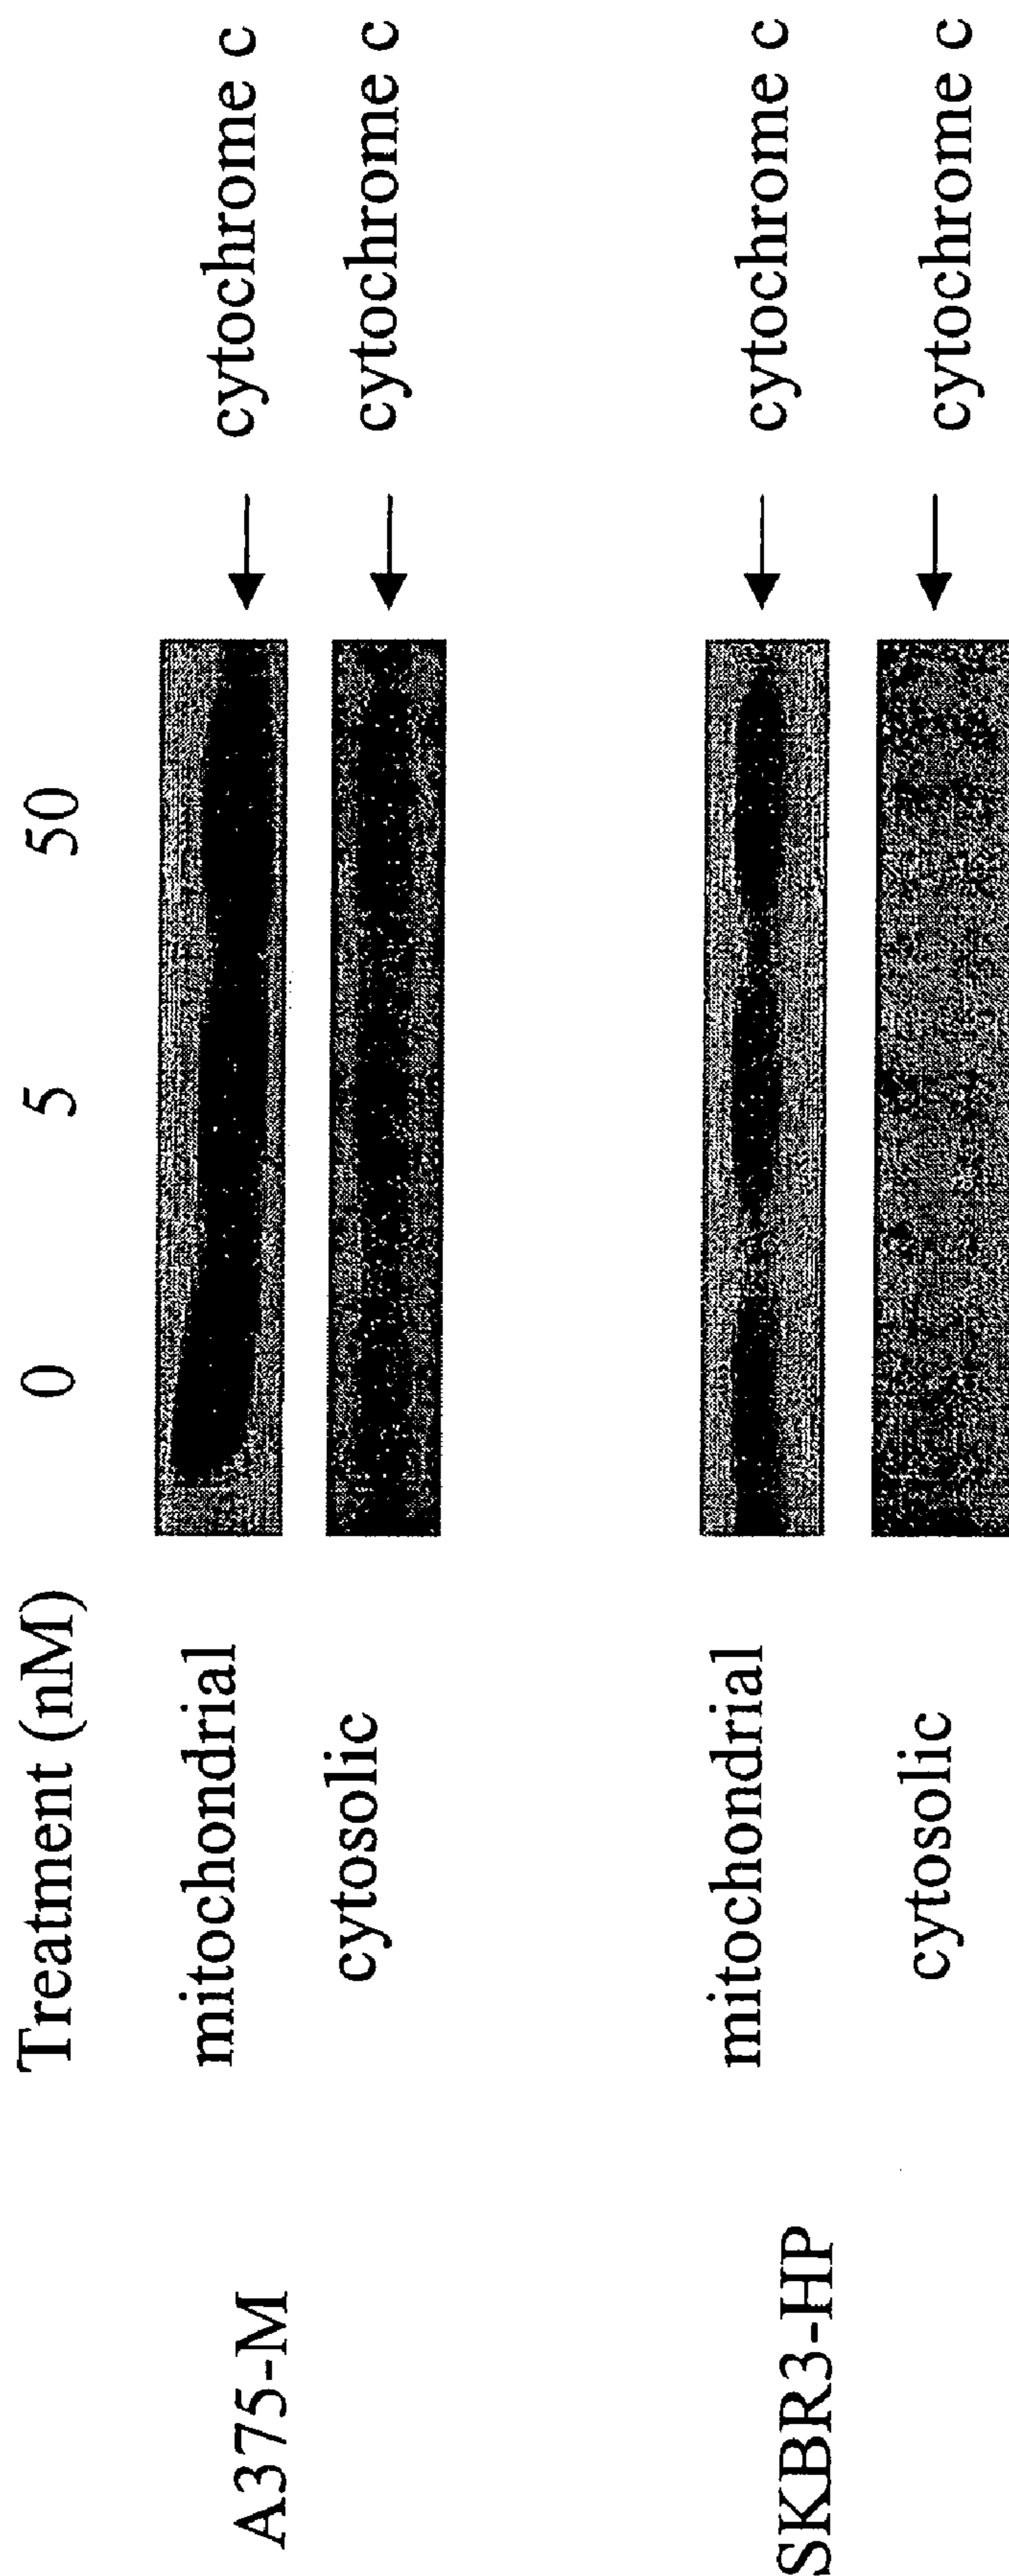 Treatment (nM) 0 5 50
A375-M
mitochondrial cytochrome c
cytosolic cytochrome c
SKBR3-HP
mitochondrial cytochrome c
cytosolic cytochrome c